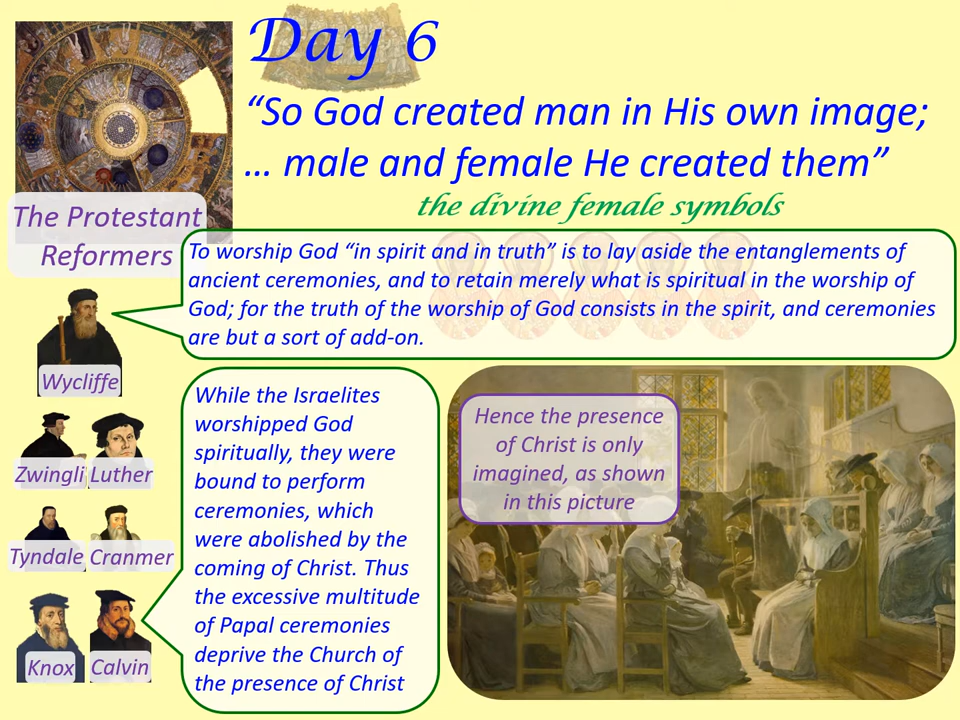 Day 6
“So God created man in His own image;
… male and female He created them”
the divine female symbols
The Protestant
Reformers
To worship God “in spirit and in truth” is to lay aside the entanglements of
ancient ceremonies, and to retain merely what is spiritual in the worship of
God; for the truth of the worship of God consists in the spirit, and ceremonies
are but a sort of add-on.
Wycliffe
Zwingli Luther
Tyndale Cranmer
Knox Calvin
While the Israelites
worshipped God
spiritually, they were
bound to perform
ceremonies, which
were abolished by the
coming of Christ. Thus
the excessive multitude
of Papal ceremonies
deprive the Church of
the presence of Christ
Hence the presence
of Christ is only
imagined, as shown
in this picture